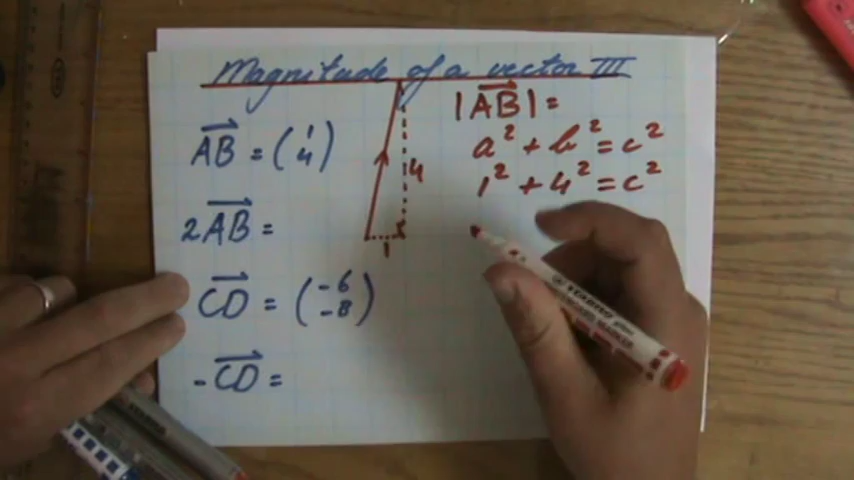 Magnitude of a vector III
AB = (1 4)
2AB =
CD = (-6 -8)
-CD =
4
1
|AB| =
a² + b² = c²
1² + 4² = c²
STABILO